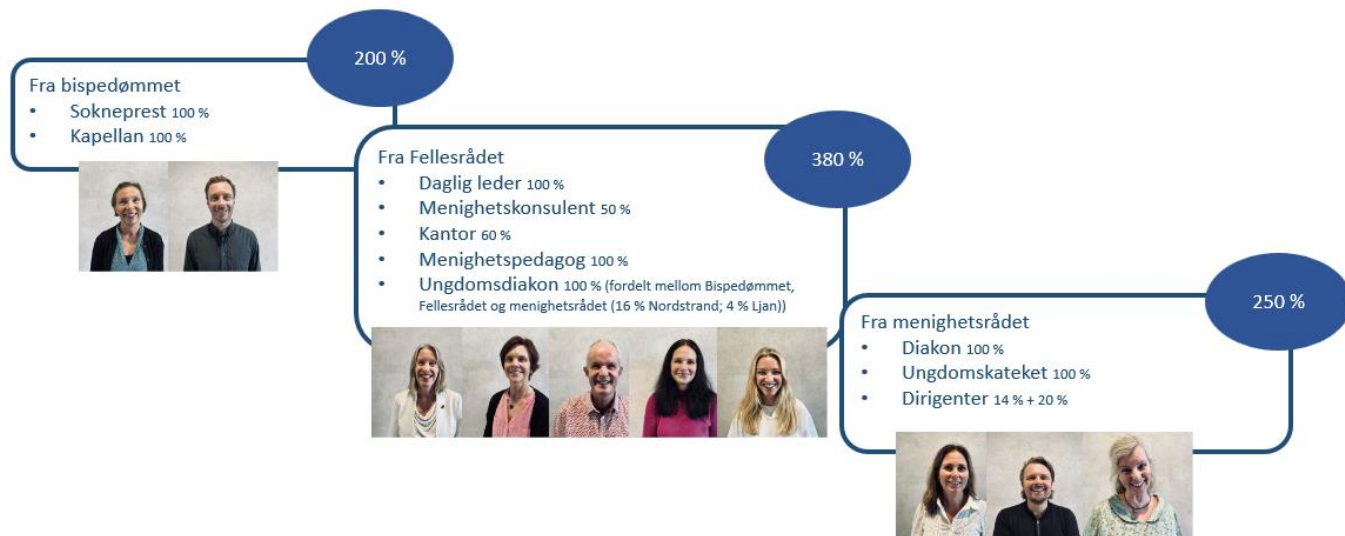 200 %
Fra bispedømmet
• Sokneprest 100 %
• Kapellan 100 %
380 %
Fra Fellesrådet
• Daglig leder 100 %
• Menighetskonsulent 50 %
• Kantor 60 %
• Menighetspedagog 100 %
• Ungdomsdiakon 100 % (fordelt mellom Bispedømmet,
Fellesrådet og menighetsrådet (16 % Nordstrand; 4 % Ljan))
250 %
Fra menighetsrådet
• Diakon 100 %
• Ungdomskateket 100 %
• Dirigenter 14 % + 20 %